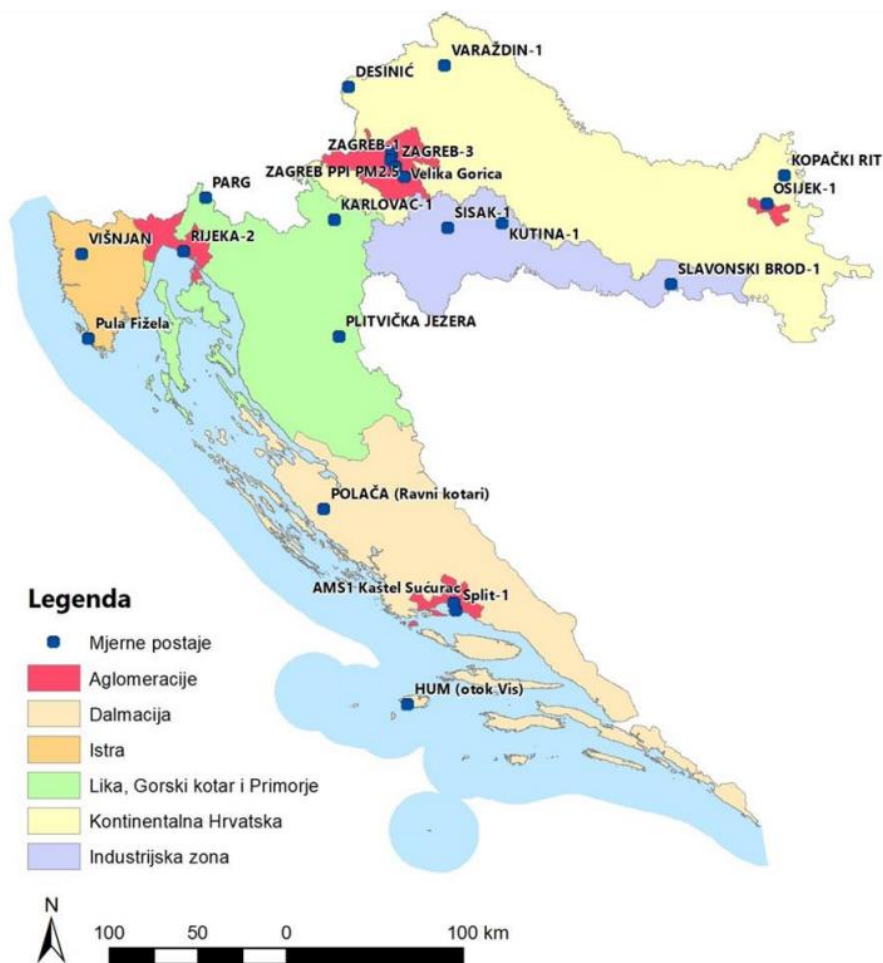 VARAŽDIN-1
DESINIĆ
ZAGREB-1
ZAGREB-3
KOPAČKI RIT
ZAGREB PPI PM2.5
Velika Gorica
PARG
OSIJEK-1
KARLOVAC-1
SISAK-1
RIJEKA-2
KUTINA-1
VIŠNJAN
SLAVONSKI BROD-1
Pula Fižela
PLITVIČKA JEZERA
POLAČA (Ravni kotari)
AMS1 Kaštel Sućurac
Split-1
HUM (otok Vis)
Legenda
Mjerne postaje
Aglomeracije
Dalmacija
Istra
Lika, Gorski kotar i Primorje
Kontinentalna Hrvatska
Industrijska zona
N
100 50 0 100 km